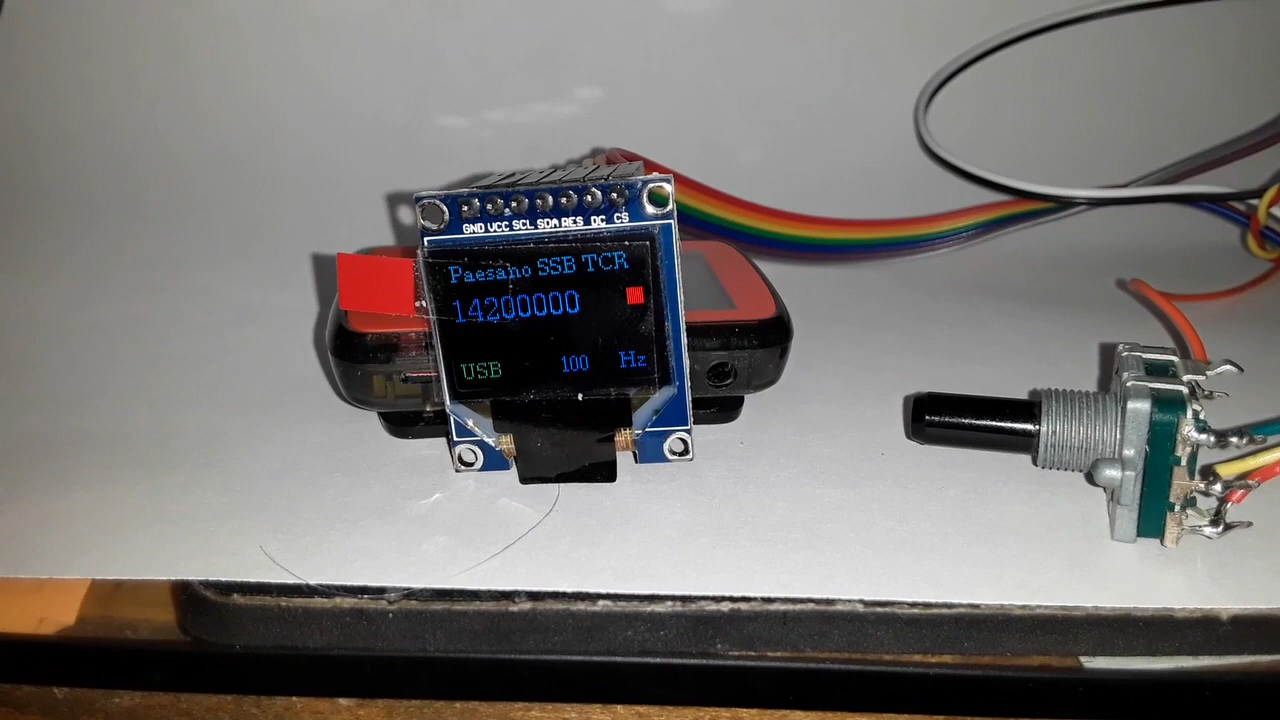 GND VCC SCL SDA RES DC CS
Paesano SSB TCR
14200000
USB 100 Hz